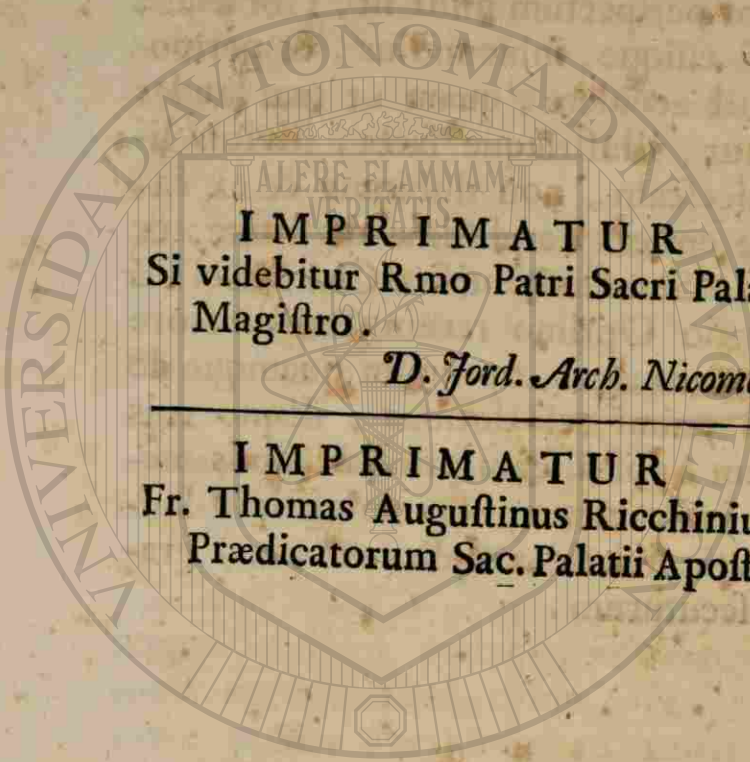 ALERE FLAMMAM
VERITATIS
IMPRIMATUR
Si videbitur Rmo Patri Sacri Pal
Magiſtro.
D. Jord. Arch. Nicom
IMPRIMATUR
Fr. Thomas Auguſtinus Ricchiniu
Prædicatorum Sac. Palatii Apoſt